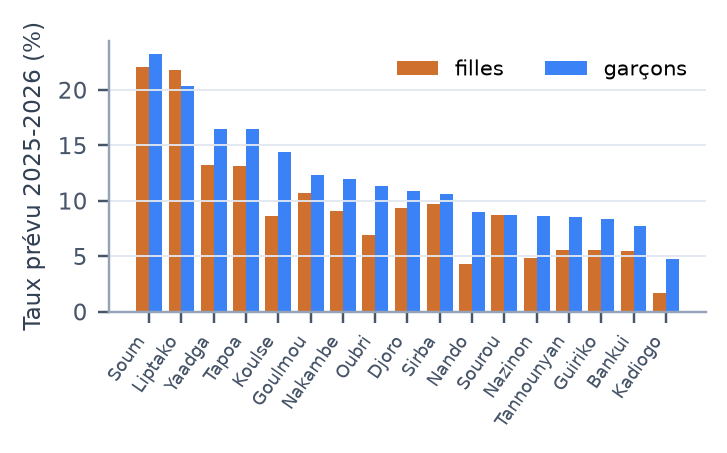 Taux prévu 2025-2026 (%)
filles
garçons
20
15
10
5
0
Soum
Liptako
Yaadga
Tapoa
Koulse
Goulmou
Nakambe
Oubri
Djoro
Sirba
Nando
Sourou
Nazinon
Tannounyan
Guiriko
Bankui
Kadiogo